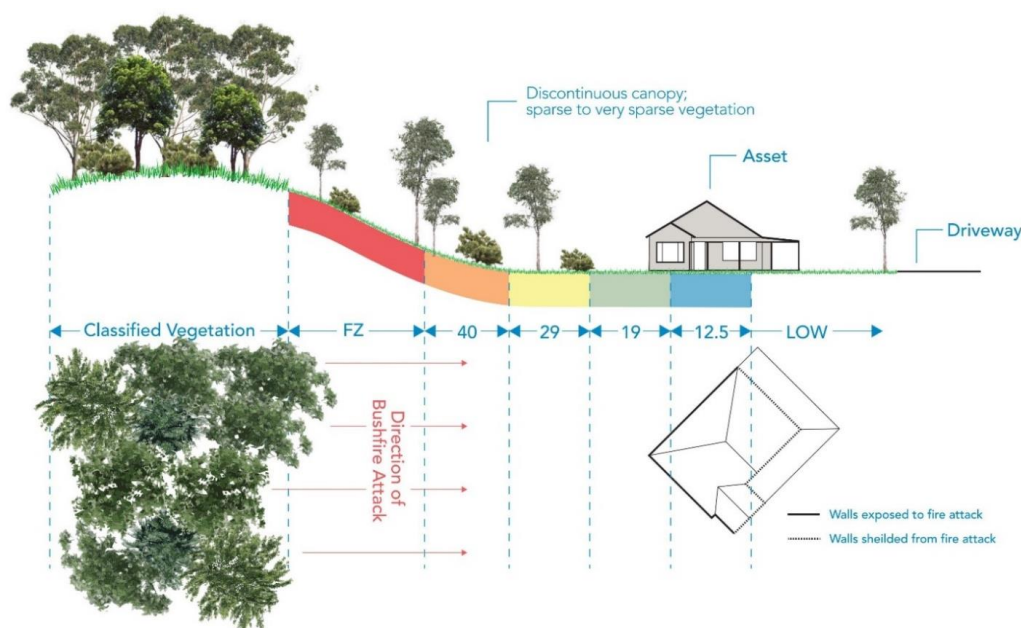 Discontinuous canopy;
sparse to very sparse vegetation
Asset
Driveway
Classified Vegetation
FZ
40
29
19
12.5
LOW
Direction of
Bushfire Attack
Walls exposed to fire attack
Walls sheilded from fire attack